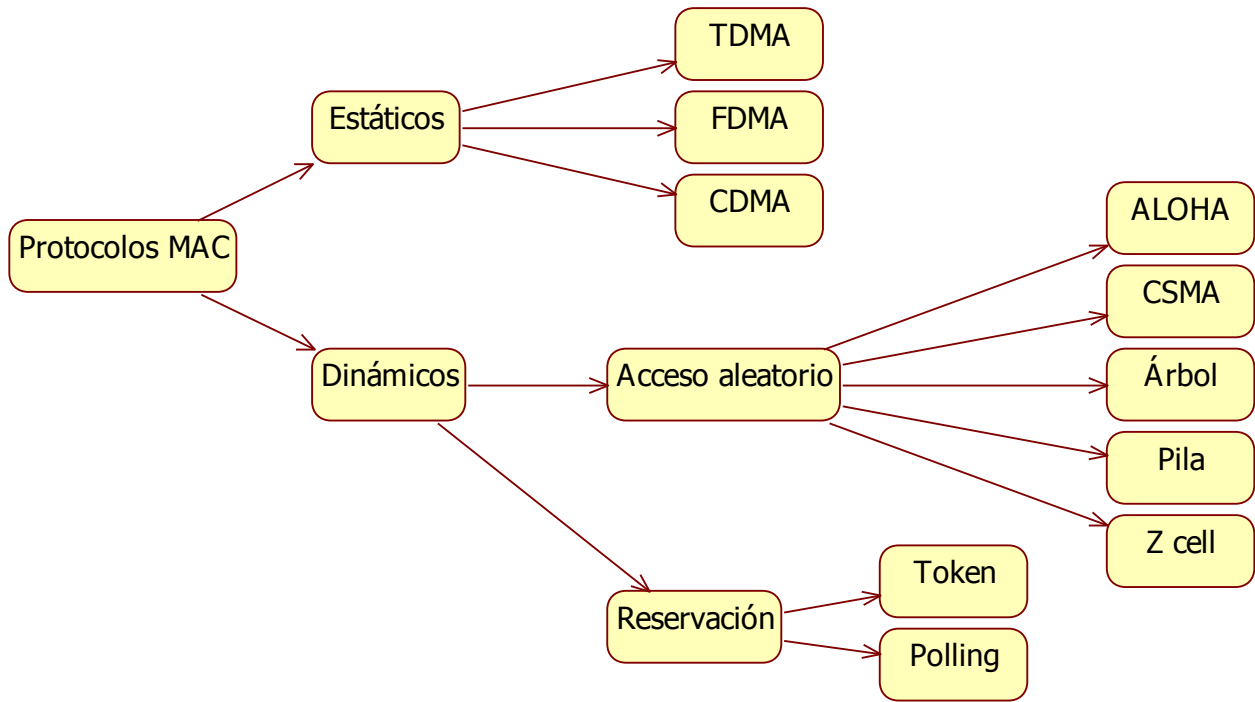 TDMA
Estáticos
FDMA
CDMA
ALOHA
Protocolos MAC
CSMA
Dinámicos
Acceso aleatorio
Árbol
Pila
Z cell
Token
Reservación
Polling